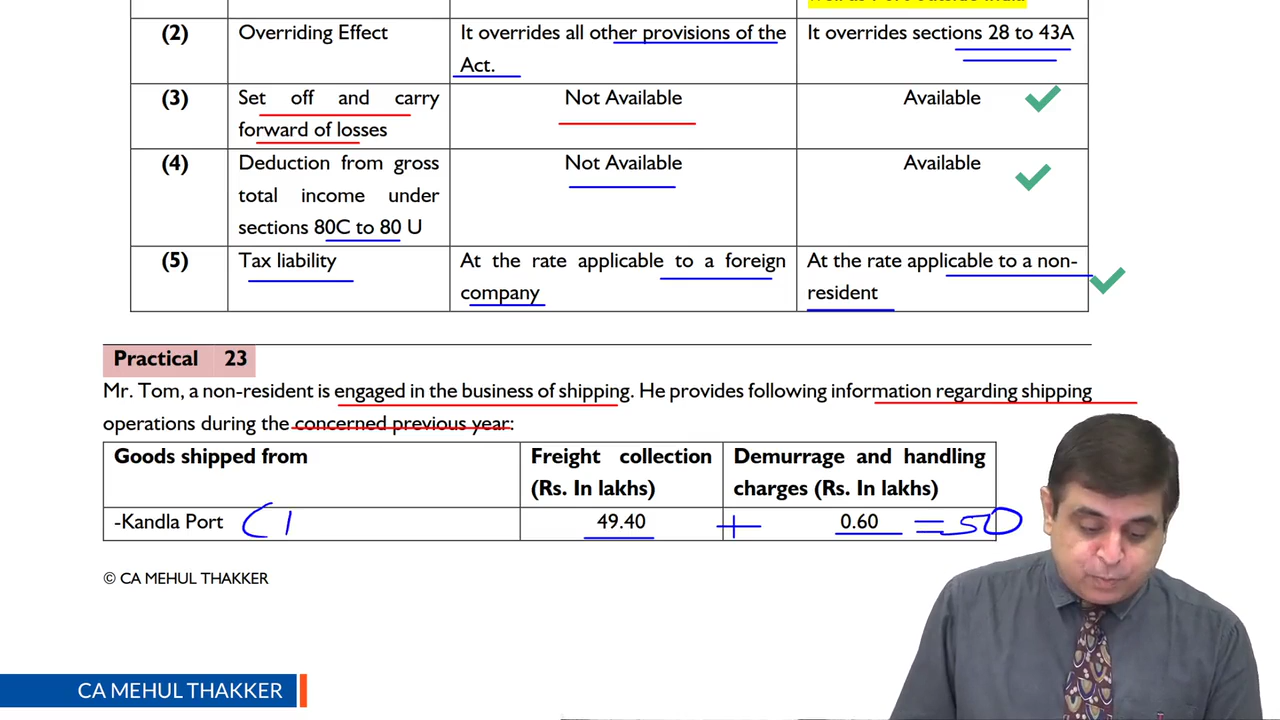 (2) Overriding Effect It overrides all other provisions of the Act. It overrides sections 28 to 43A
(3) Set off and carry forward of losses Not Available Available
(4) Deduction from gross total income under sections 80C to 80 U Not Available Available
(5) Tax liability At the rate applicable to a foreign company At the rate applicable to a non-resident
Practical 23
Mr. Tom, a non-resident is engaged in the business of shipping. He provides following information regarding shipping
operations during the concerned previous year:
Goods shipped from Freight collection (Rs. In lakhs) Demurrage and handling charges (Rs. In lakhs)
-Kandla Port (1 49.40 + 0.60 = 50
© CA MEHUL THAKKER
CA MEHUL THAKKER